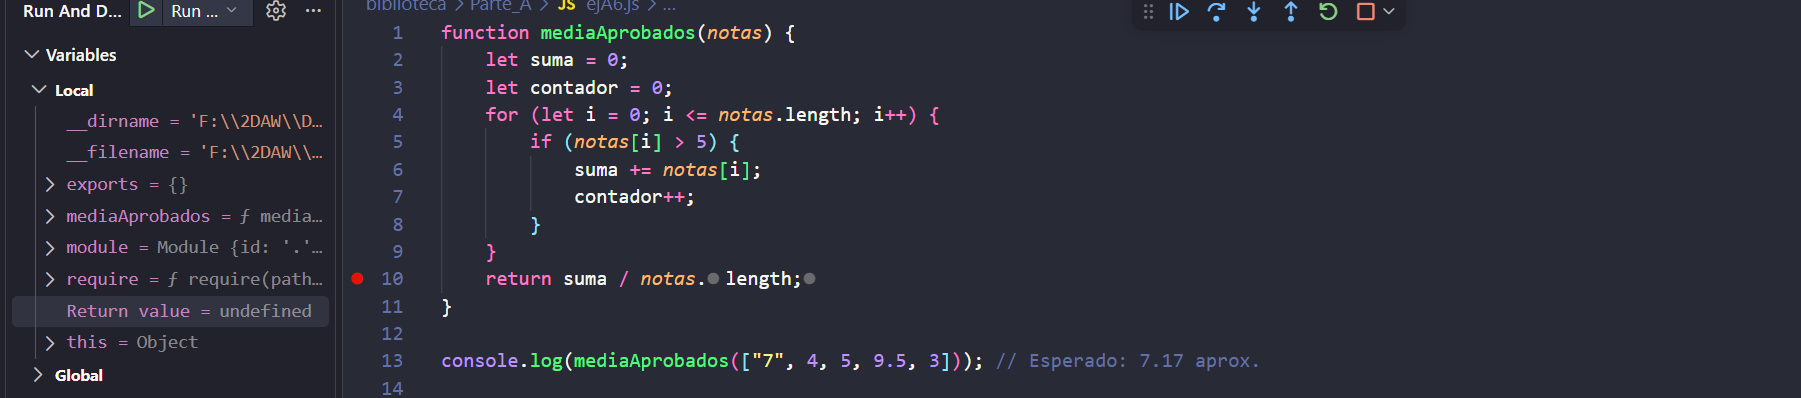 Run And D...
Run ...
Variables
Local
__dirname = 'F:\\2DAW\\D...
__filename = 'F:\\2DAW\\...
exports = {}
mediaAprobados = ƒ media...
module = Module {id: '.'...
require = ƒ require(path...
Return value = undefined
this = Object
Global
biblioteca > Parte_A > JS ejA6.js > ...
1 function mediaAprobados(notas) {
2 let suma = 0;
3 let contador = 0;
4 for (let i = 0; i <= notas.length; i++) {
5 if (notas[i] > 5) {
6 suma += notas[i];
7 contador++;
8 }
9 }
10 return suma / notas.length;
11 }
12
13 console.log(mediaAprobados(["7", 4, 5, 9.5, 3])); // Esperado: 7.17 aprox.
14